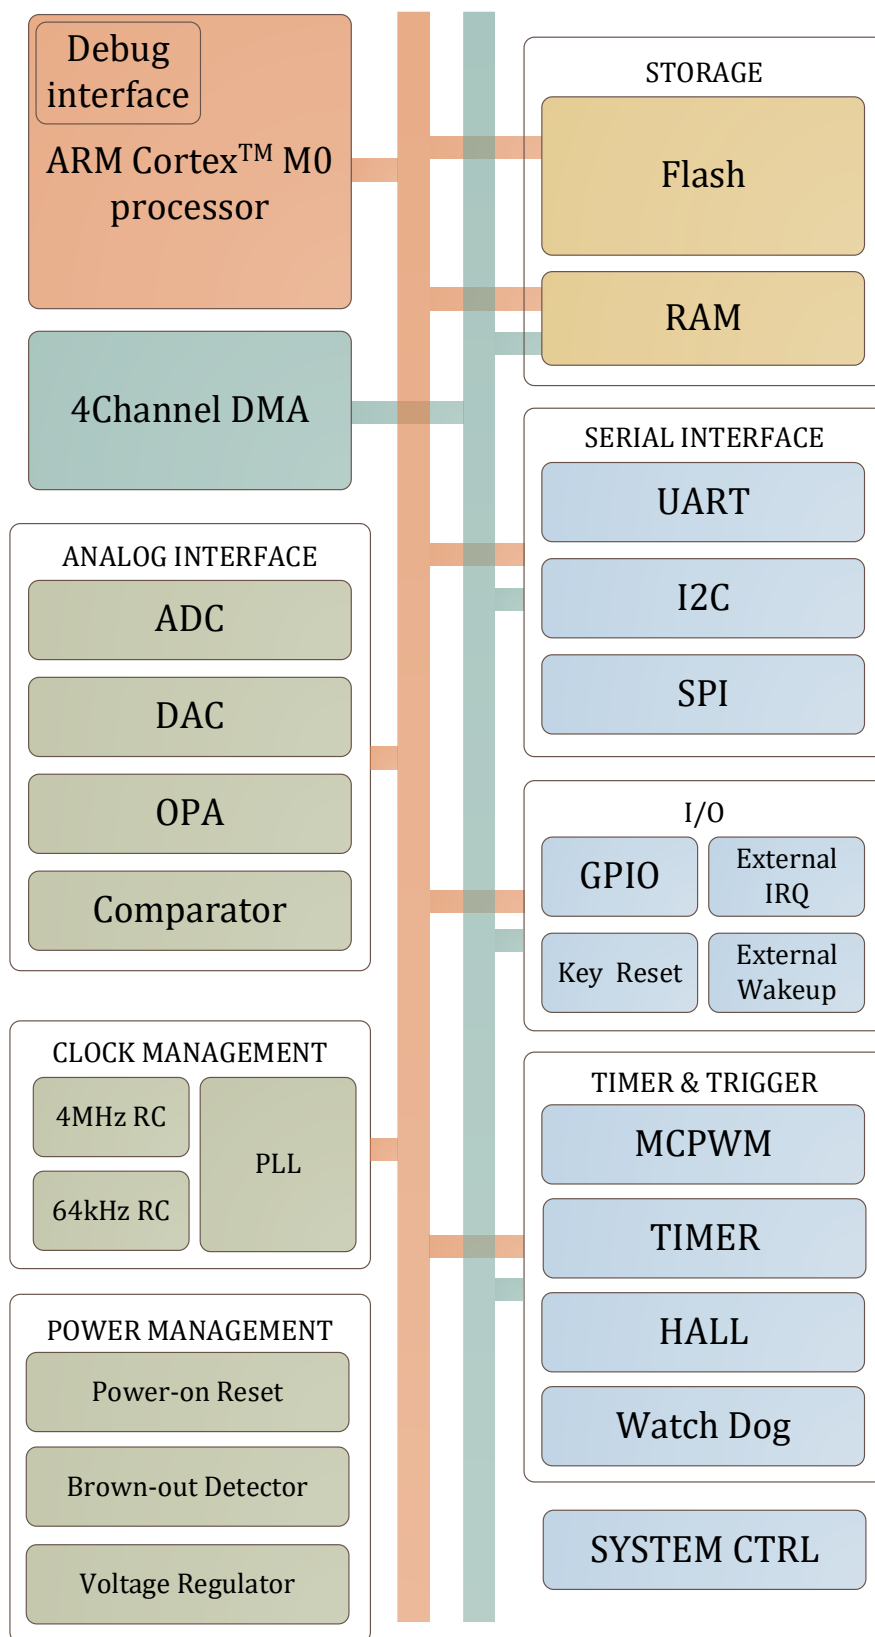 Debug
interface
ARM Cortex™ M0
processor
4Channel DMA
ANALOG INTERFACE
ADC
DAC
OPA
Comparator
CLOCK MANAGEMENT
4MHz RC
64kHz RC
PLL
POWER MANAGEMENT
Power-on Reset
Brown-out Detector
Voltage Regulator
STORAGE
Flash
RAM
SERIAL INTERFACE
UART
I2C
SPI
I/O
GPIO
External
IRQ
Key Reset
External
Wakeup
TIMER & TRIGGER
MCPWM
TIMER
HALL
Watch Dog
SYSTEM CTRL